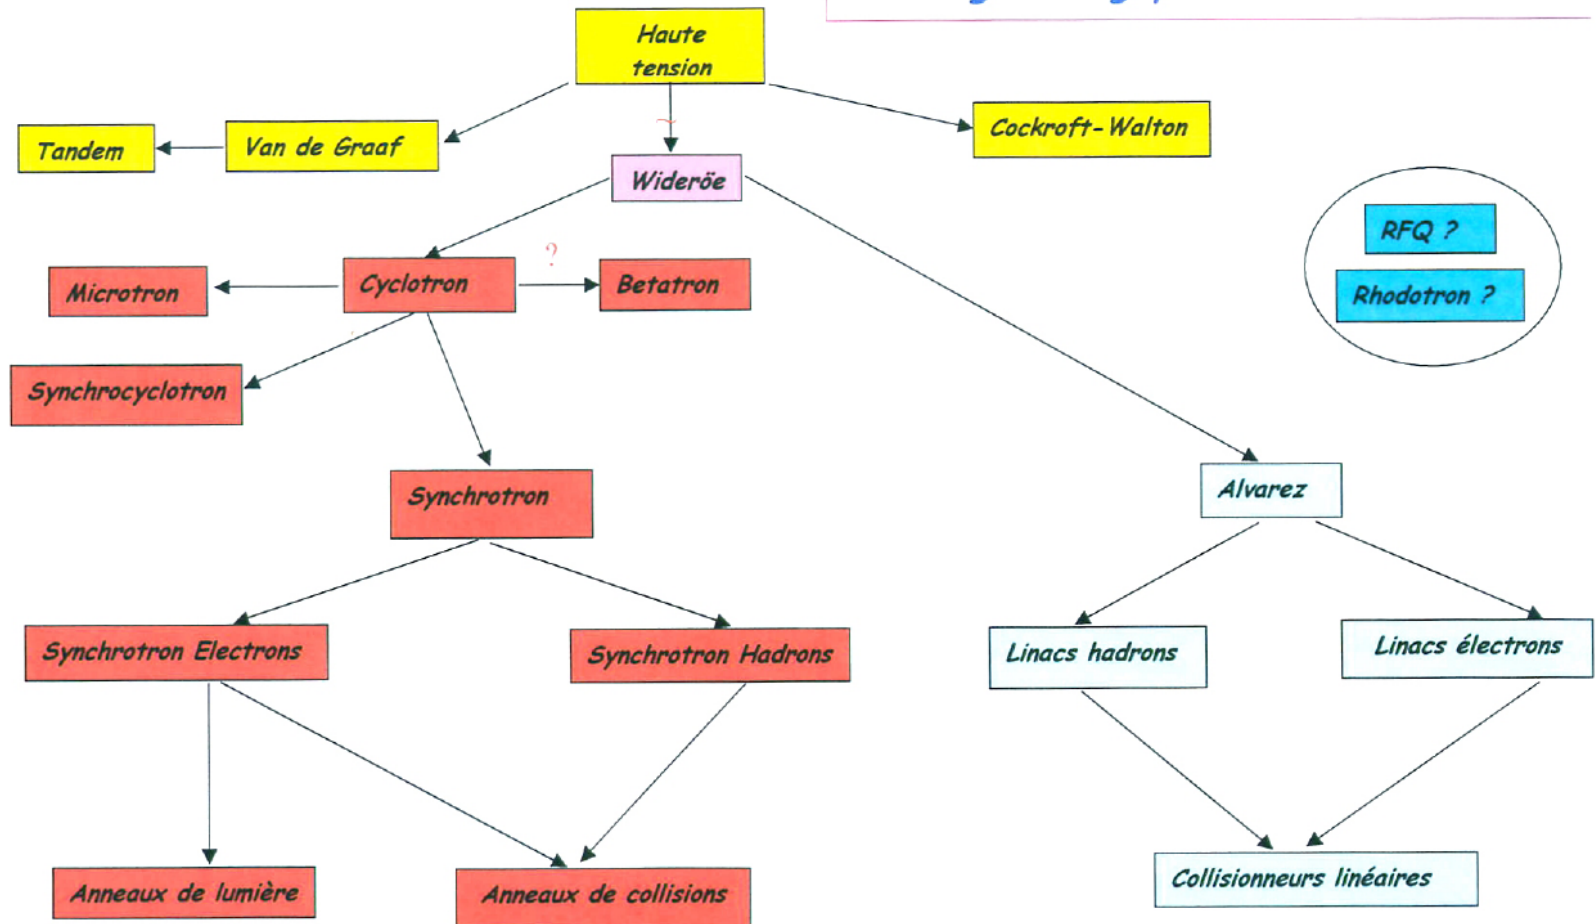 Haute
tension
Tandem
Van de Graaf
Cockroft-Walton
Wideröe
RFQ ?
Cyclotron
?
Betatron
Microtron
Rhodotron ?
Synchrocyclotron
Synchrotron
Alvarez
Synchrotron Electrons
Synchrotron Hadrons
Linacs hadrons
Linacs électrons
Anneaux de lumière
Anneaux de collisions
Collisionneurs linéaires